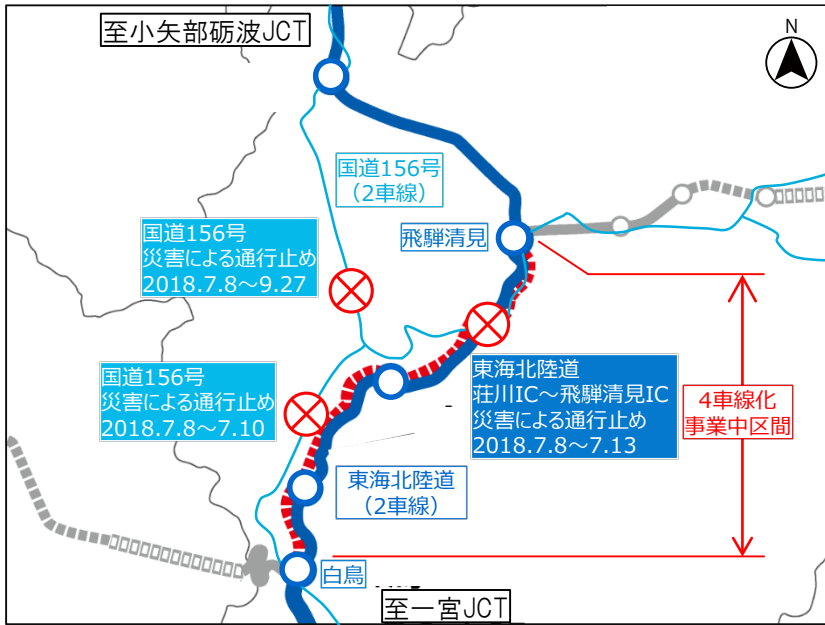 至小矢部砺波JCT
N
国道156号
（2車線）
飛騨清見
国道156号
災害による通行止め
2018.7.8～9.27
国道156号
災害による通行止め
2018.7.8～7.10
東海北陸道
荘川IC～飛騨清見IC
災害による通行止め
2018.7.8～7.13
4車線化
事業中区間
東海北陸道
（2車線）
白鳥
至一宮JCT